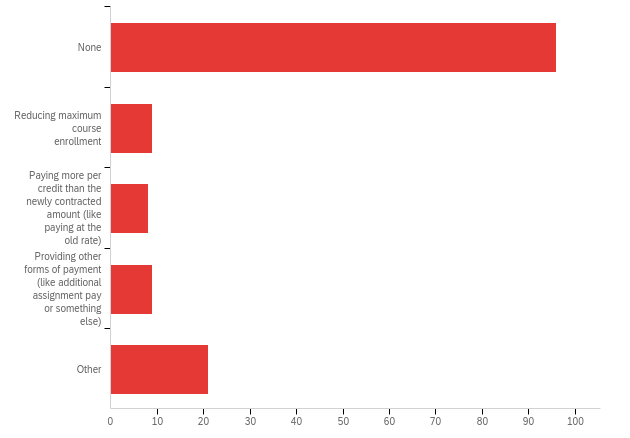 None
Reducing maximum
course
enrollment
Paying more per
credit than the
newly contracted
amount (like
paying at the
old rate)
Providing other
forms of payment
(like additional
assignment pay
or something
else)
Other
0 10 20 30 40 50 60 70 80 90 100